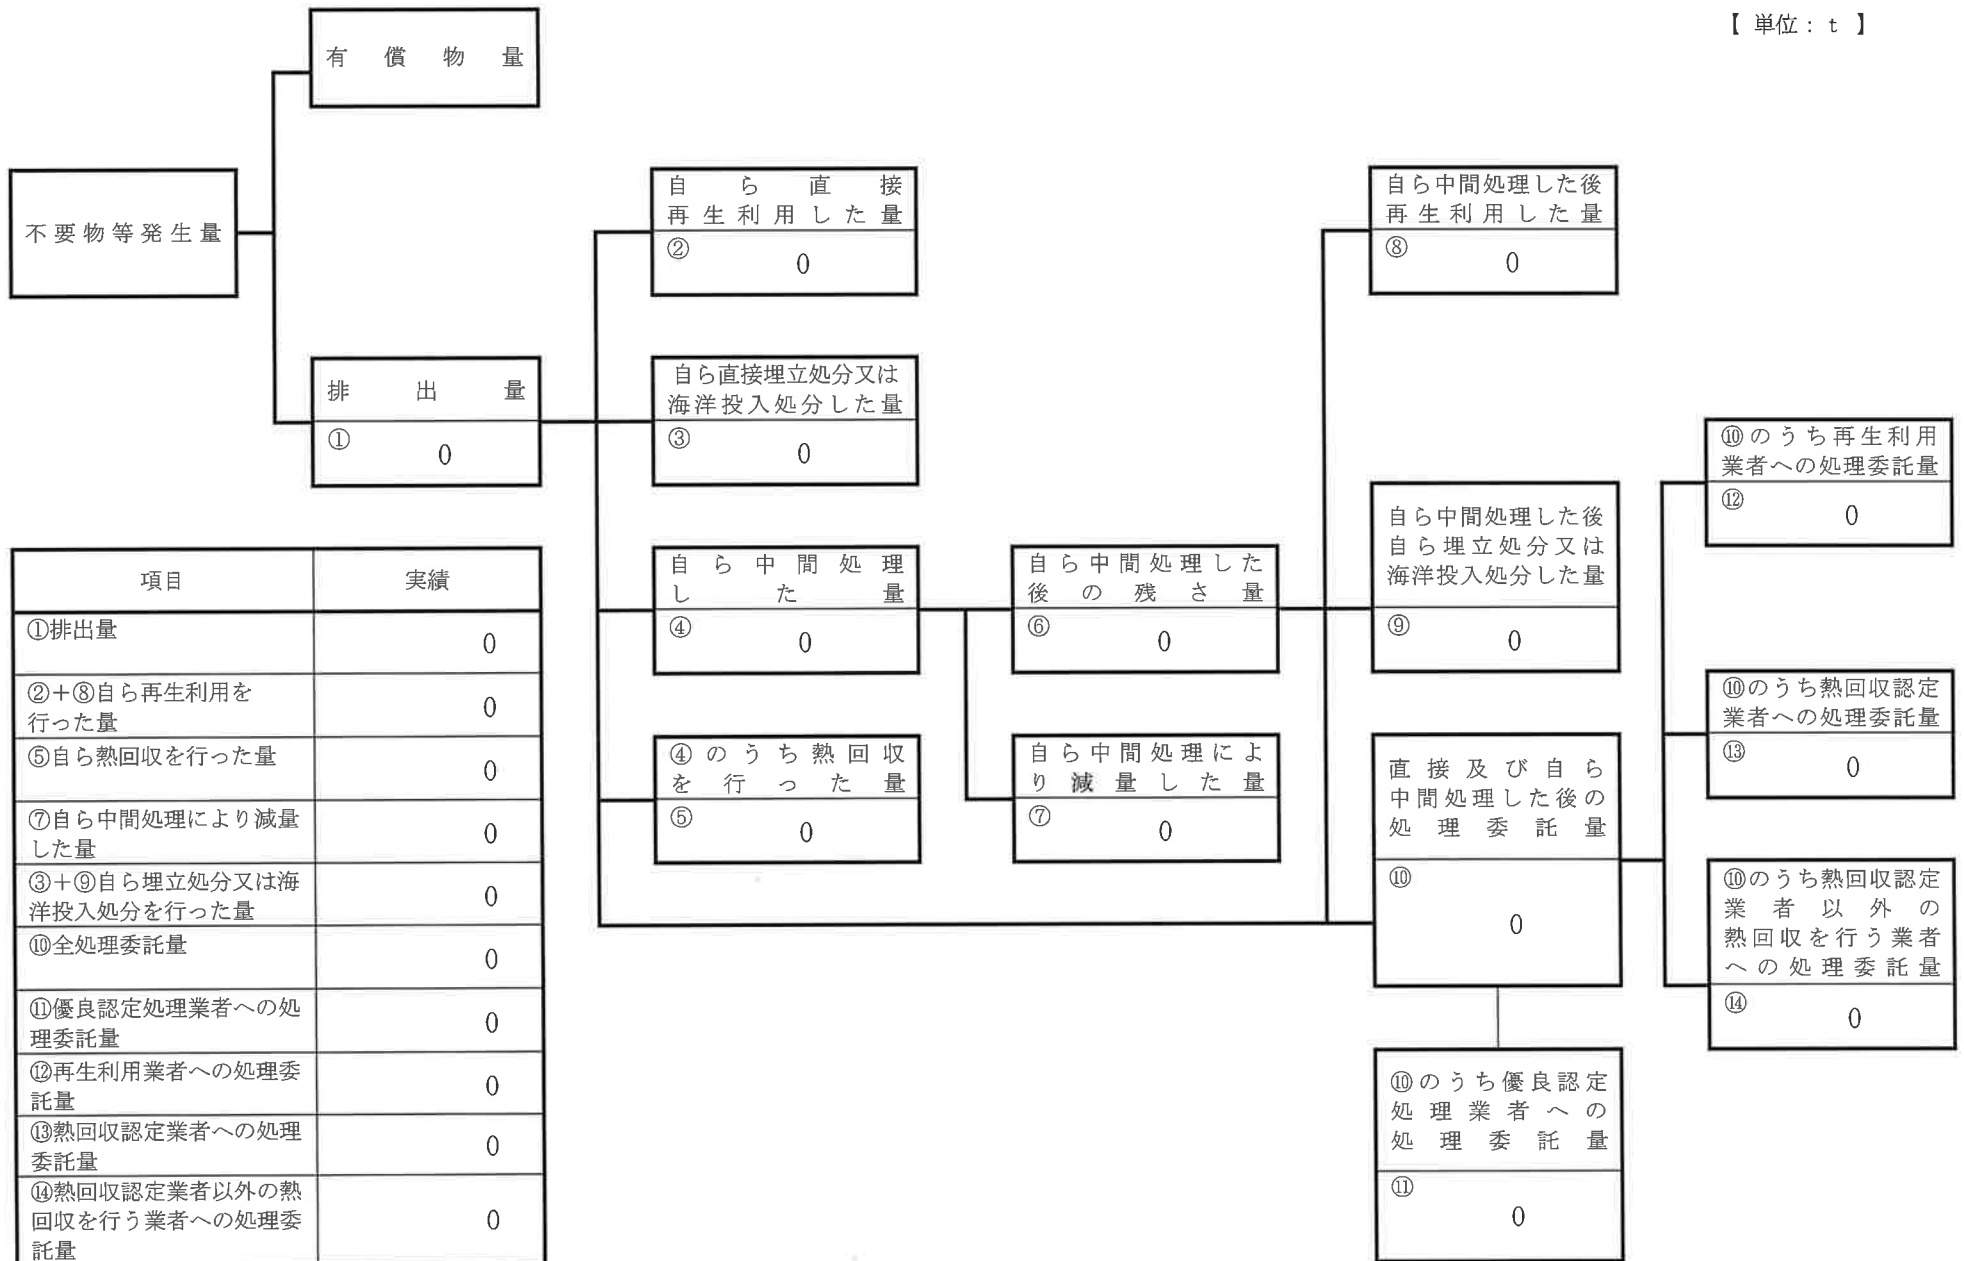 【 単位：t 】
有償物量
不要物等発生量
排出量
①
0
自ら直接
再生利用した量
②
0
自ら直接埋立処分又は
海洋投入処分した量
③
0
自ら中間処理
した量
④
0
④のうち熱回収
を行った量
⑤
0
自ら中間処理した
後の残さ量
⑥
0
自ら中間処理によ
り減量した量
⑦
0
自ら中間処理した後
再生利用した量
⑧
0
自ら中間処理した後
自ら埋立処分又は
海洋投入処分した量
⑨
0
直接及び自ら
中間処理した後の
処理委託量
⑩
0
⑩のうち優良認定
処理業者への
処理委託量
⑪
0
⑩のうち再生利用
業者への処理委託量
⑫
0
⑩のうち熱回収認定
業者への処理委託量
⑬
0
⑩のうち熱回収認定
業者以外の
熱回収を行う業者
への処理委託量
⑭
0
項目 実績
①排出量 0
②＋⑧自ら再生利用を
行った量 0
⑤自ら熱回収を行った量 0
⑦自ら中間処理により減量
した量 0
③＋⑨自ら埋立処分又は海
洋投入処分を行った量 0
⑩全処理委託量 0
⑪優良認定処理業者への処
理委託量 0
⑫再生利用業者への処理委
託量 0
⑬熱回収認定業者への処理
委託量 0
⑭熱回収認定業者以外の熱
回収を行う業者への処理委
託量 0